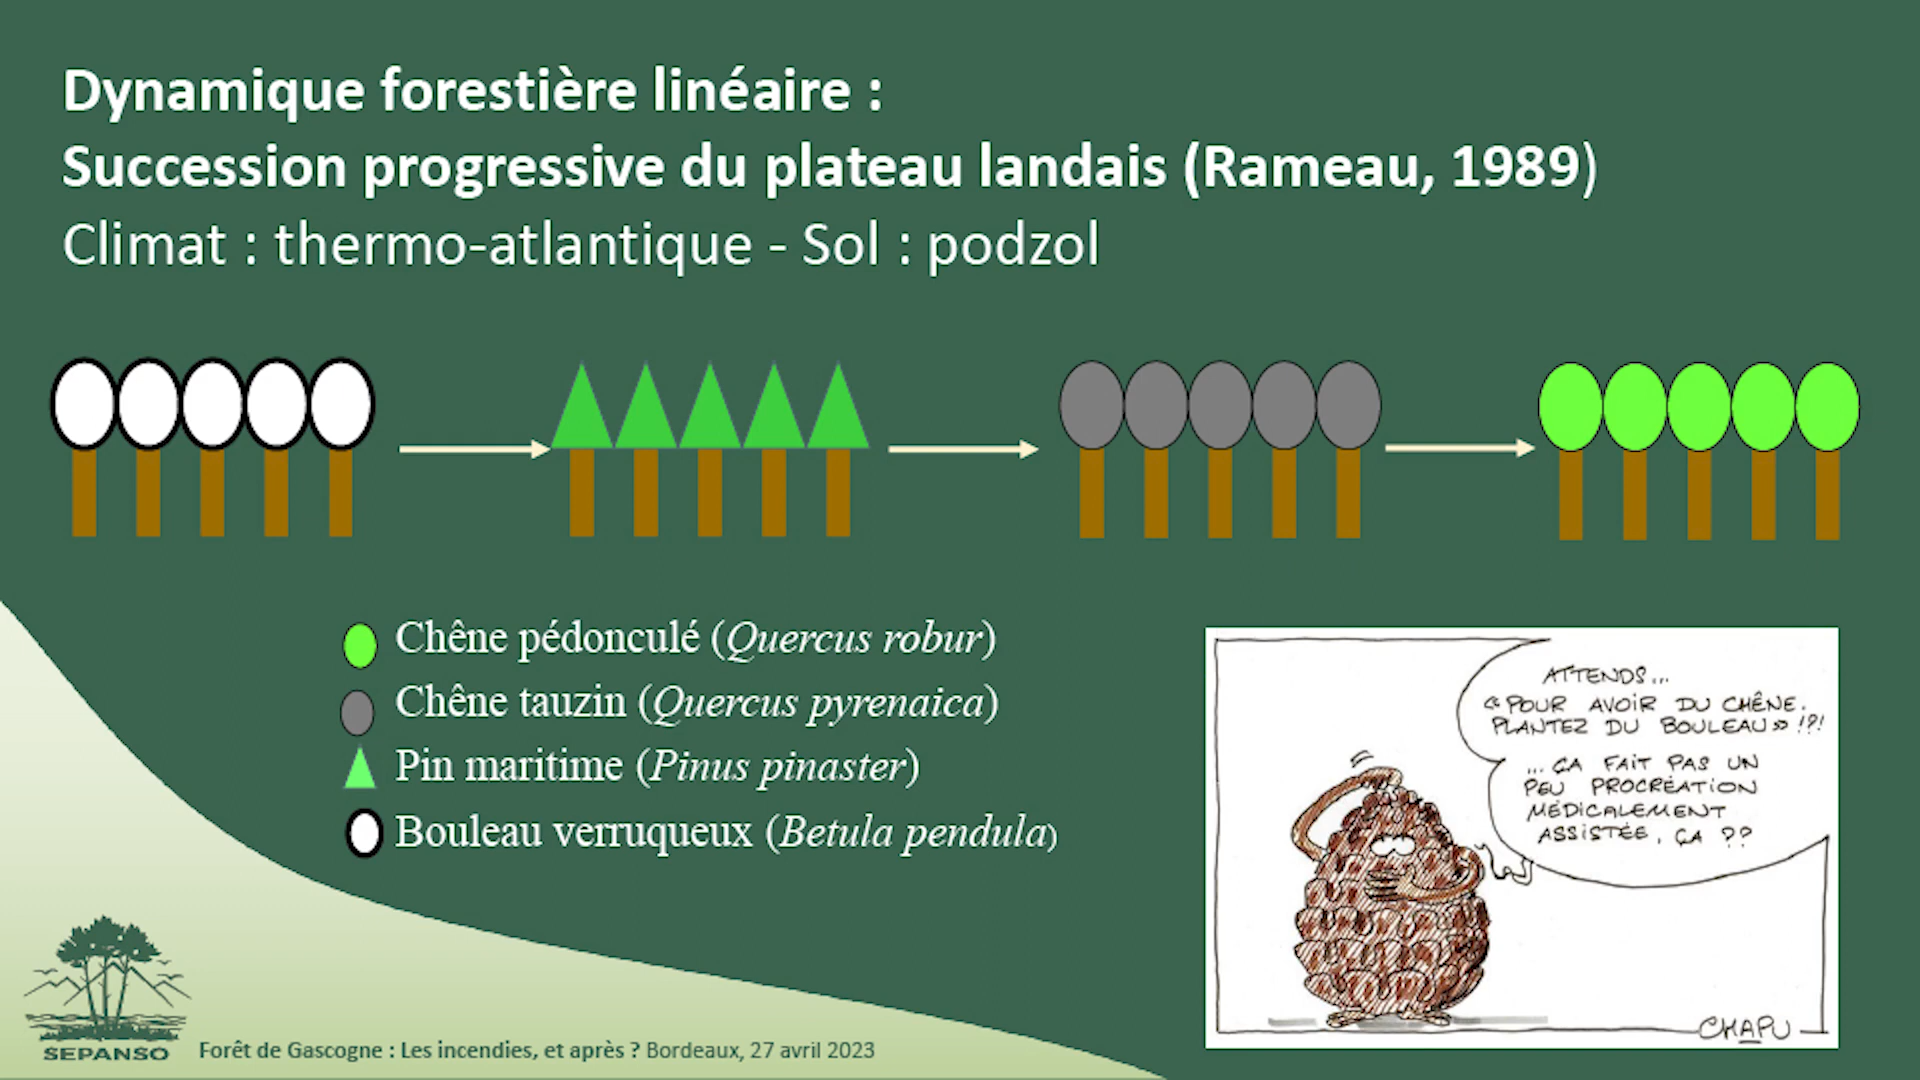 Dynamique forestière linéaire :
Succession progressive du plateau landais (Rameau, 1989)
Climat : thermo-atlantique - Sol : podzol
Chêne pédonculé (Quercus robur)
Chêne tauzin (Quercus pyrenaica)
Pin maritime (Pinus pinaster)
Bouleau verruqueux (Betula pendula)
ATTENDS...
«POUR AVOIR DU CHÊNE.
PLANTEZ DU BOULEAU» !?!
... ÇA FAIT PAS UN
PEU PROCRÉATION
MÉDICALEMENT
ASSISTÉE, ÇA ??
CHAPU
SEPANSO
Forêt de Gascogne : Les incendies, et après ? Bordeaux, 27 avril 2023